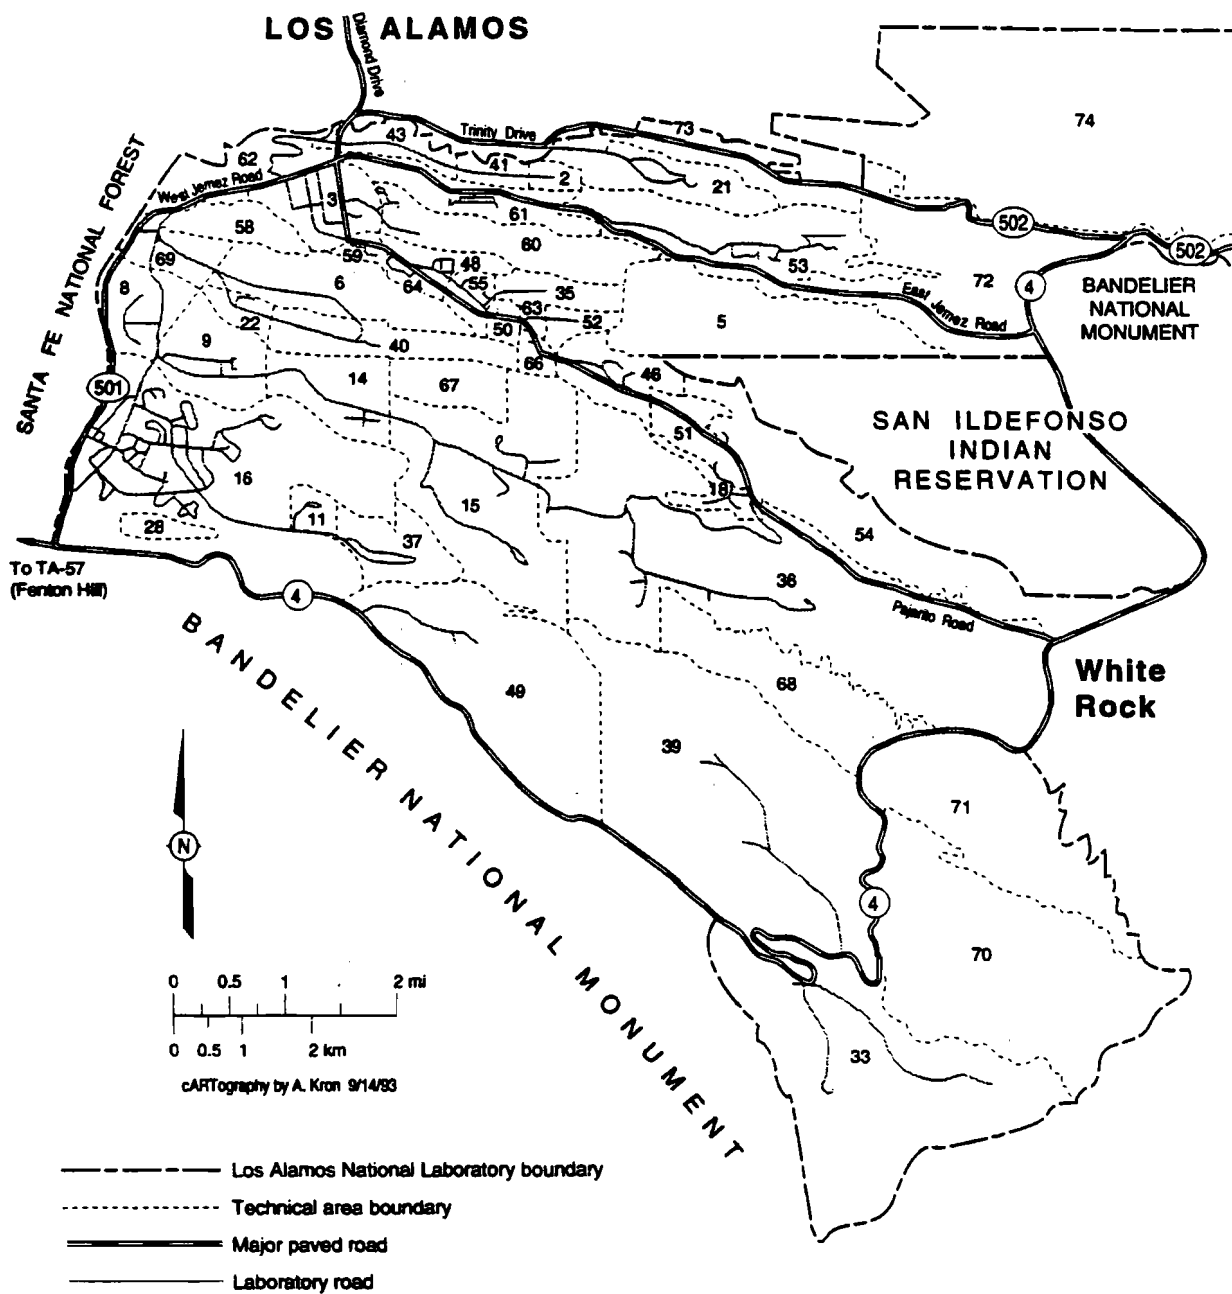 LOS ALAMOS
Diamond Drive
74
73
43
Trinity Drive
62
41
2
21
SANTA FE NATIONAL FOREST
West Jemez Road
3
61
58
60
502
502
59
48
53
72
69
6
64
55
35
4
BANDELIER
NATIONAL
MONUMENT
8
East Jemez Road
63
22
50
52
5
9
40
66
14
67
46
501
SAN ILDEFONSO
INDIAN
RESERVATION
51
16
18
15
11
28
37
54
To TA-57
(Fenton Hill)
36
4
Pajarito Road
BANDELIER NATIONAL MONUMENT
White
Rock
49
68
39
71
N
4
70
0 0.5 1 2 mi
0 0.5 1 2 km
33
cARTography by A. Kron 9/14/93
Los Alamos National Laboratory boundary
Technical area boundary
Major paved road
Laboratory road